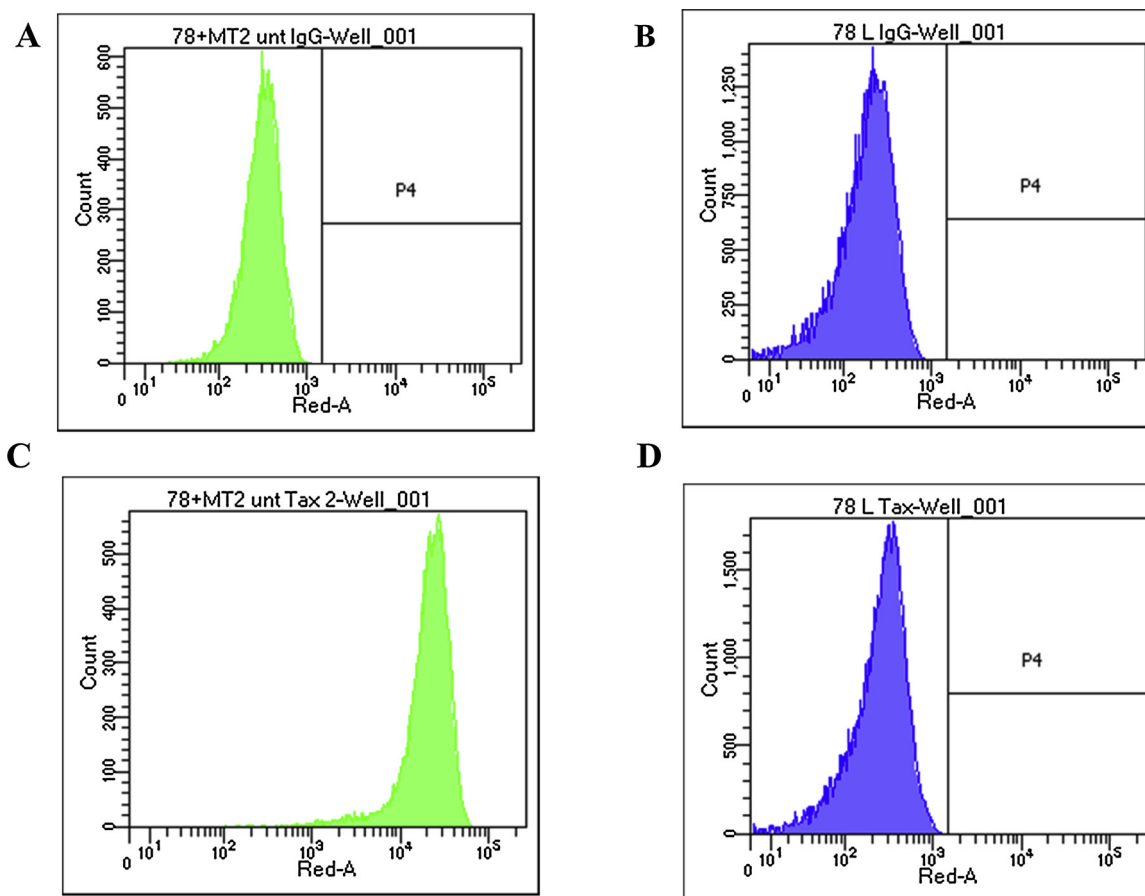 A
78+MT2 unt IgG-Well_001
Count
600
500
400
300
200
100
0
P4
0 10^1 10^2 10^3 10^4 10^5
Red-A
B
78 L IgG-Well_001
Count
1,250
1,000
750
500
250
0
P4
0 10^1 10^2 10^3 10^4 10^5
Red-A
C
78+MT2 unt Tax 2-Well_001
Count
500
400
300
200
100
0
0 10^1 10^2 10^3 10^4 10^5
Red-A
D
78 L Tax-Well_001
Count
1,500
1,000
500
0
P4
0 10^1 10^2 10^3 10^4 10^5
Red-A